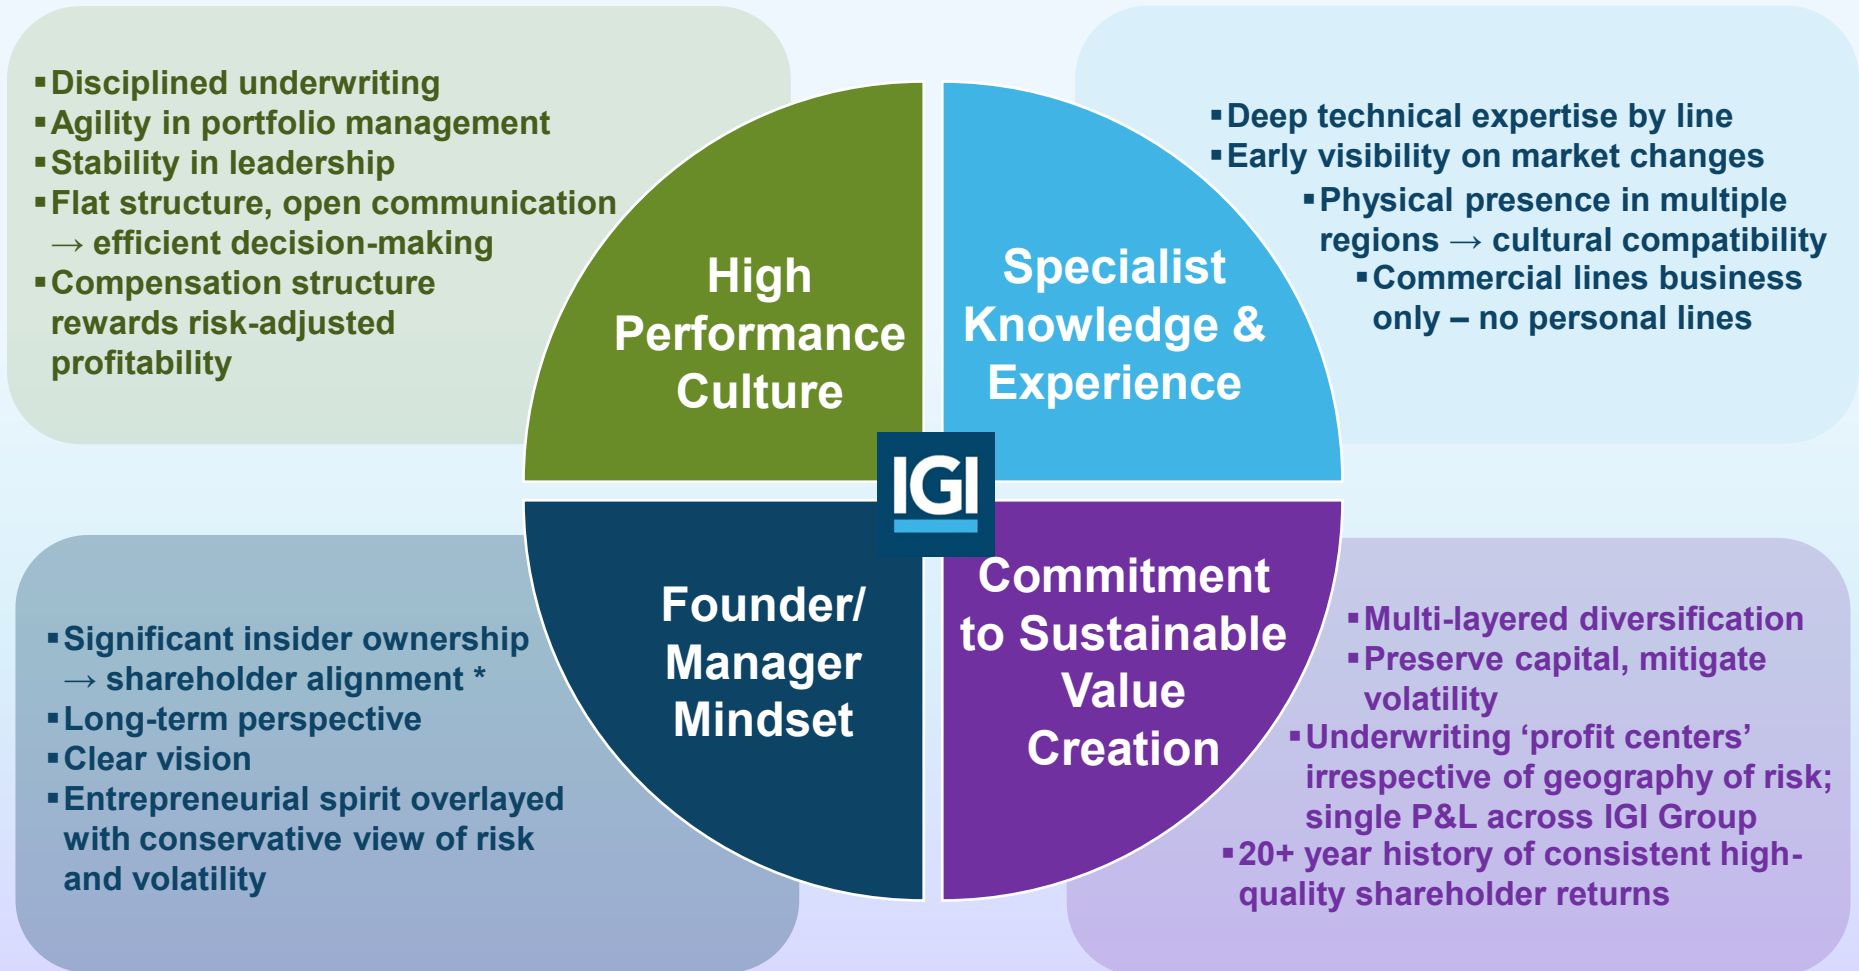 ▪Disciplined underwriting
▪Agility in portfolio management
▪Stability in leadership
▪Flat structure, open communication
→ efficient decision-making
▪Compensation structure
rewards risk-adjusted
profitability
High
Performance
Culture
Specialist
Knowledge &
Experience
▪Deep technical expertise by line
▪Early visibility on market changes
▪Physical presence in multiple
regions → cultural compatibility
▪Commercial lines business
only – no personal lines
IGI
▪Significant insider ownership
→ shareholder alignment *
▪Long-term perspective
▪Clear vision
▪Entrepreneurial spirit overlayed
with conservative view of risk
and volatility
Founder/
Manager
Mindset
Commitment
to Sustainable
Value
Creation
▪Multi-layered diversification
▪Preserve capital, mitigate
volatility
▪Underwriting ‘profit centers’
irrespective of geography of risk;
single P&L across IGI Group
▪20+ year history of consistent high-
quality shareholder returns